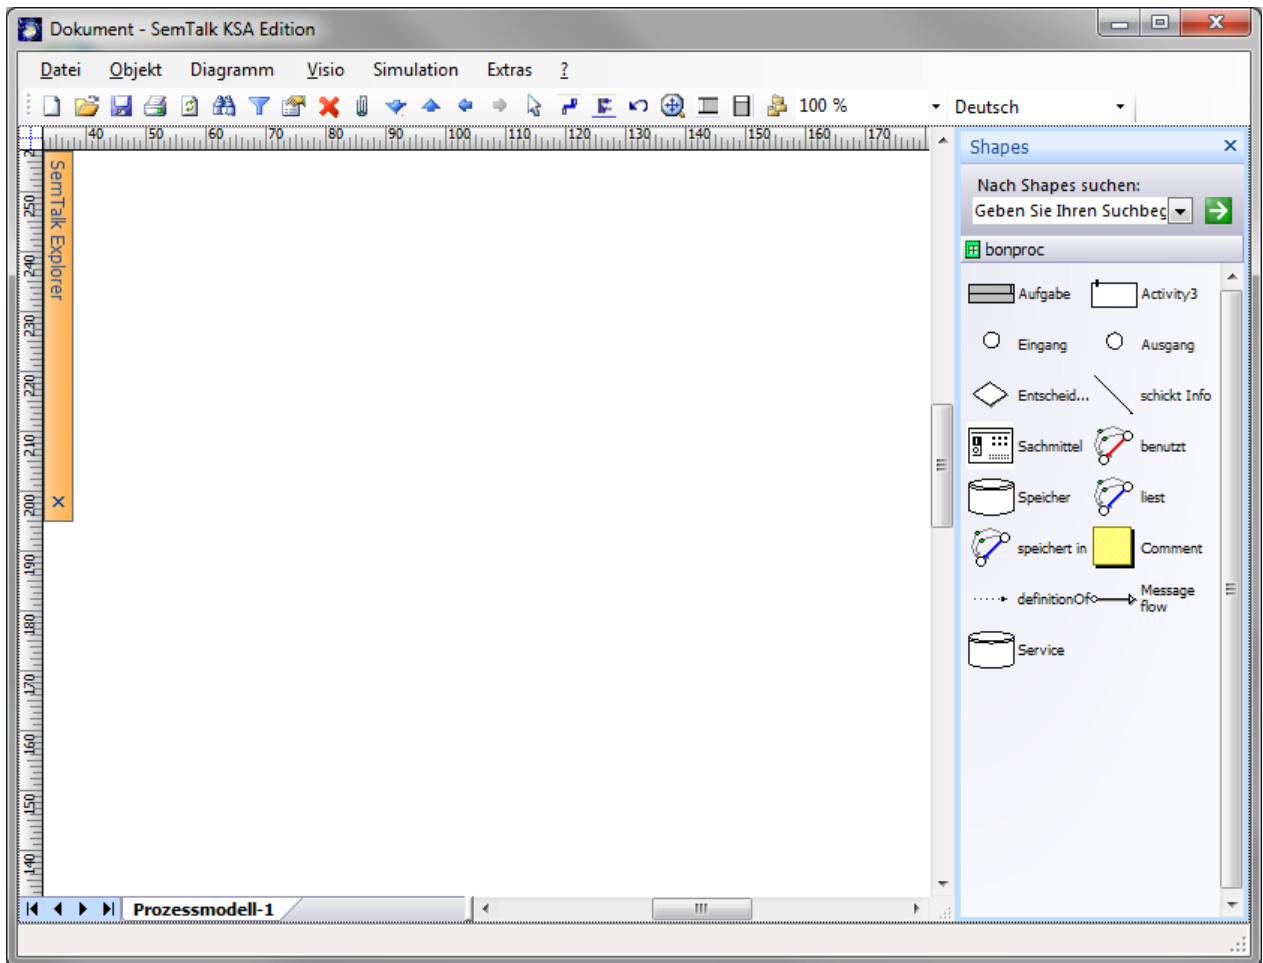 Dokument - SemTalk KSA Edition
Datei Objekt Diagramm Visio Simulation Extras ?
100 % Deutsch
40 50 60 70 80 90 100 110 120 130 140 150 160 170
Shapes
Nach Shapes suchen:
Geben Sie Ihren Suchbeg
bonproc
Aufgabe Activity3
Eingang Ausgang
Entscheid... schickt Info
Sachmittel benutzt
Speicher liest
speichert in Comment
definitionOf Message flow
Service
SemTalk Explorer
250
240
230
220
210
200
190
180
170
160
150
140
Prozessmodell-1